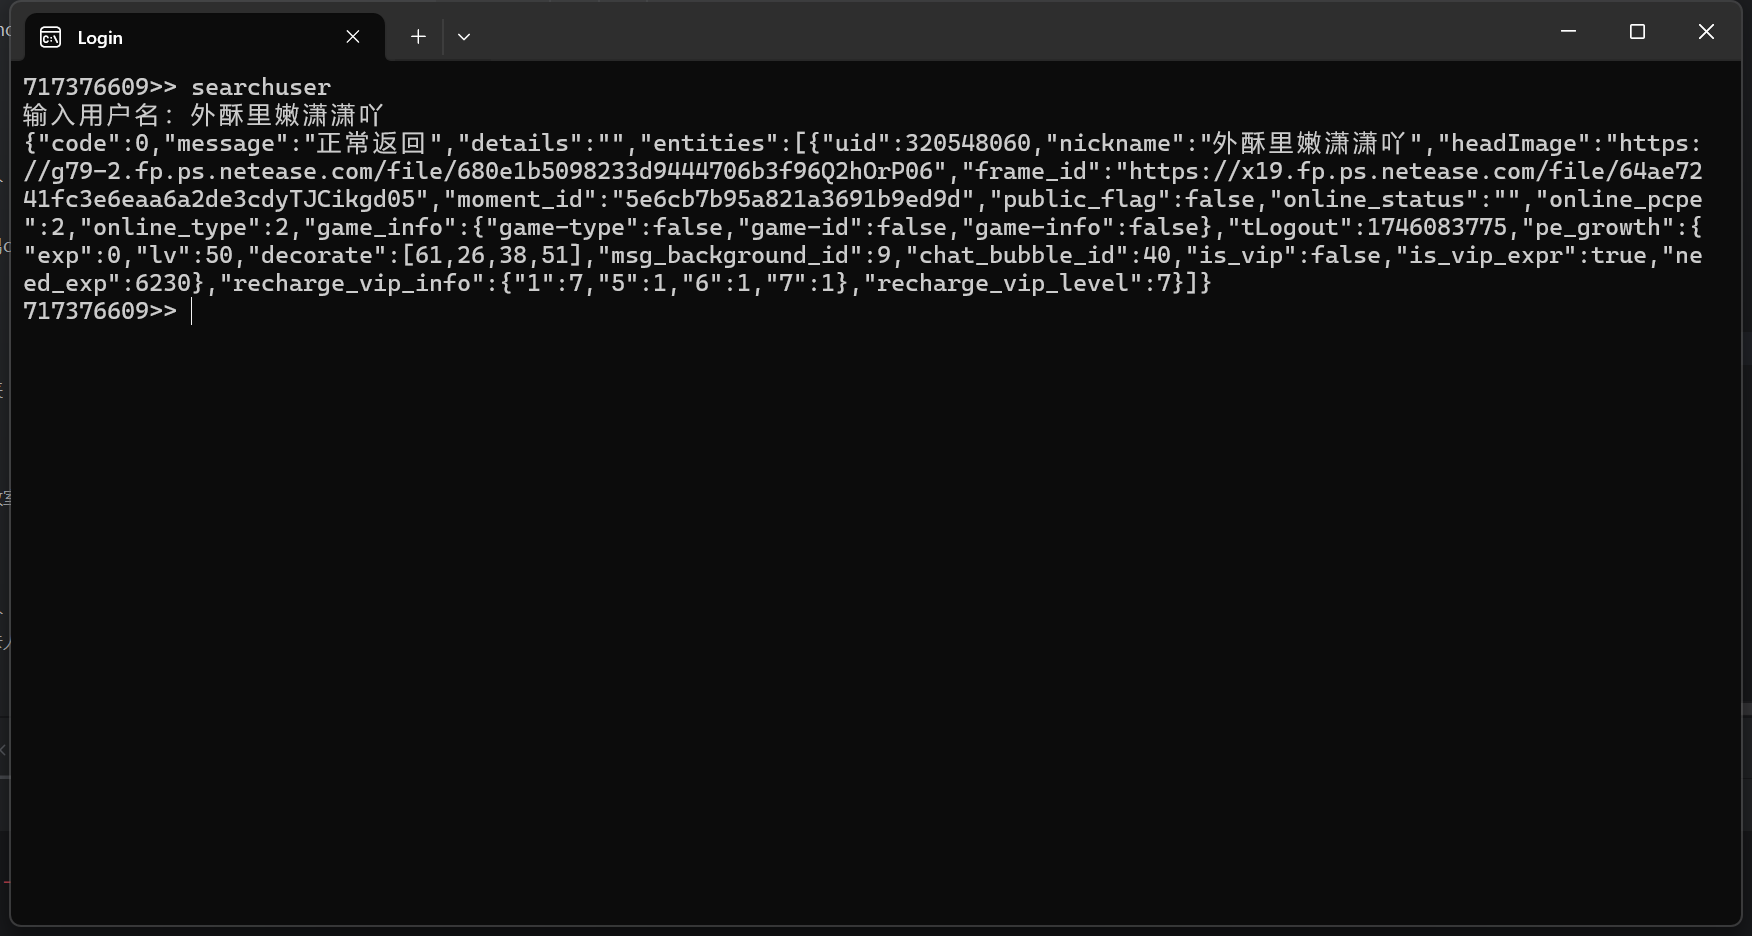 Login
717376609>> searchuser
输入用户名：外酥里嫩潇潇吖
{"code":0,"message":"正常返回","details":"","entities":[{"uid":320548060,"nickname":"外酥里嫩潇潇吖","headImage":"https:
//g79-2.fp.ps.netease.com/file/680e1b5098233d9444706b3f96Q2hOrP06","frame_id":"https://x19.fp.ps.netease.com/file/64ae72
41fc3e6eaa6a2de3cdyTJCikgd05","moment_id":"5e6cb7b95a821a3691b9ed9d","public_flag":false,"online_status":"","online_pcpe
":2,"online_type":2,"game_info":{"game-type":false,"game-id":false,"game-info":false},"tLogout":1746083775,"pe_growth":{
"exp":0,"lv":50,"decorate":[61,26,38,51],"msg_background_id":9,"chat_bubble_id":40,"is_vip":false,"is_vip_expr":true,"ne
ed_exp":6230},"recharge_vip_info":{"1":7,"5":1,"6":1,"7":1},"recharge_vip_level":7}]}
717376609>>